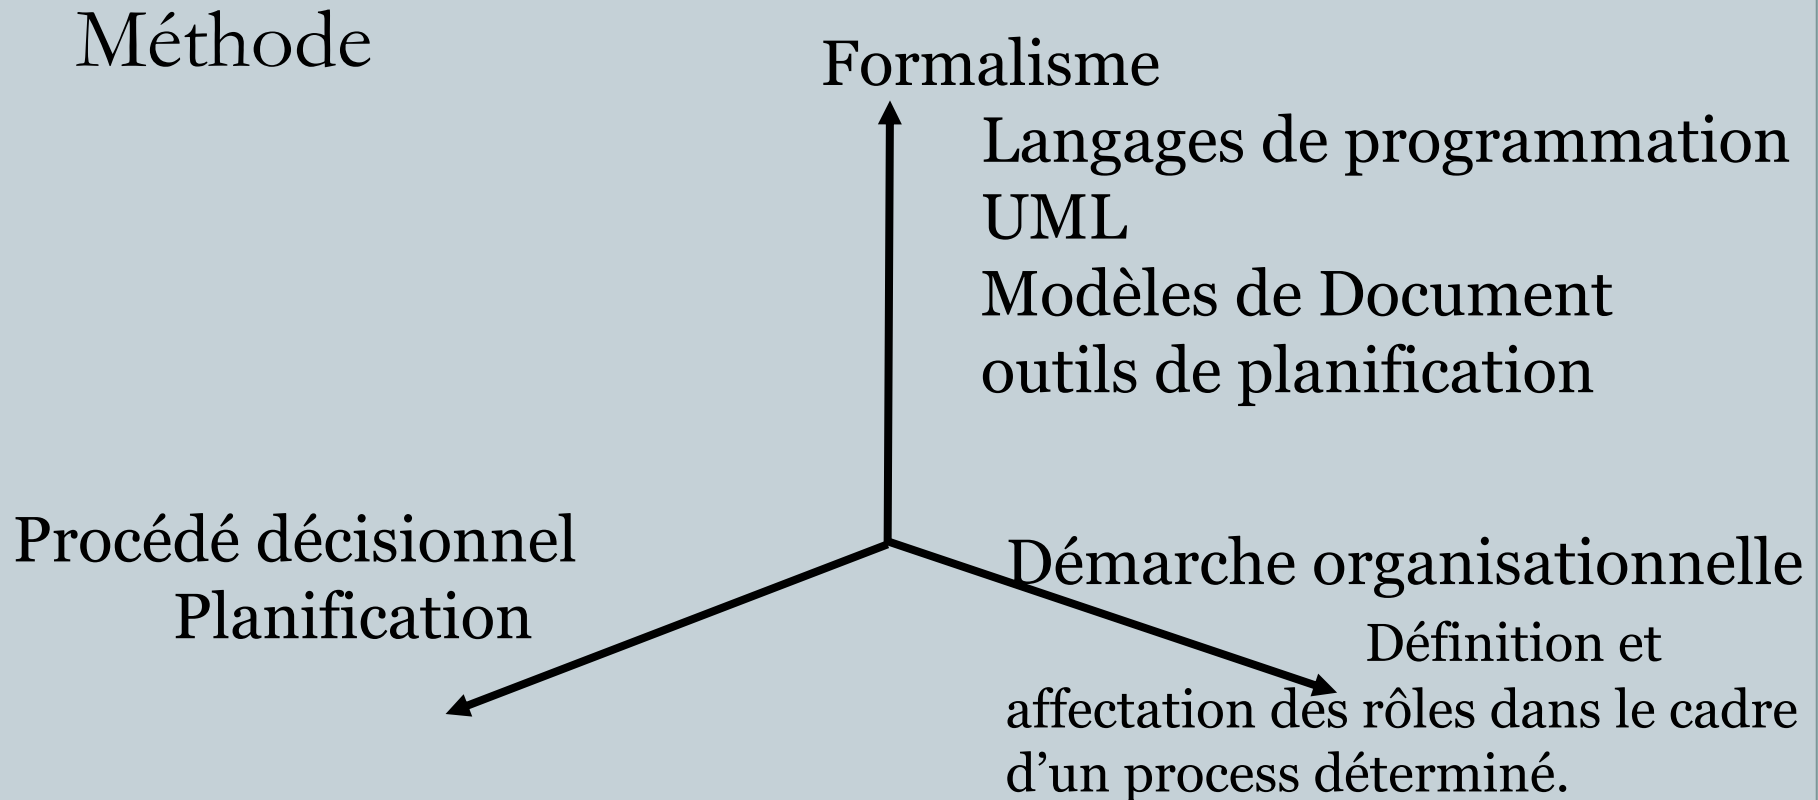 Méthode
Formalisme
Langages de programmation
UML
Modèles de Document
outils de planification
Procédé décisionnel
Planification
Démarche organisationnelle
Définition et
affectation des rôles dans le cadre
d’un process déterminé.